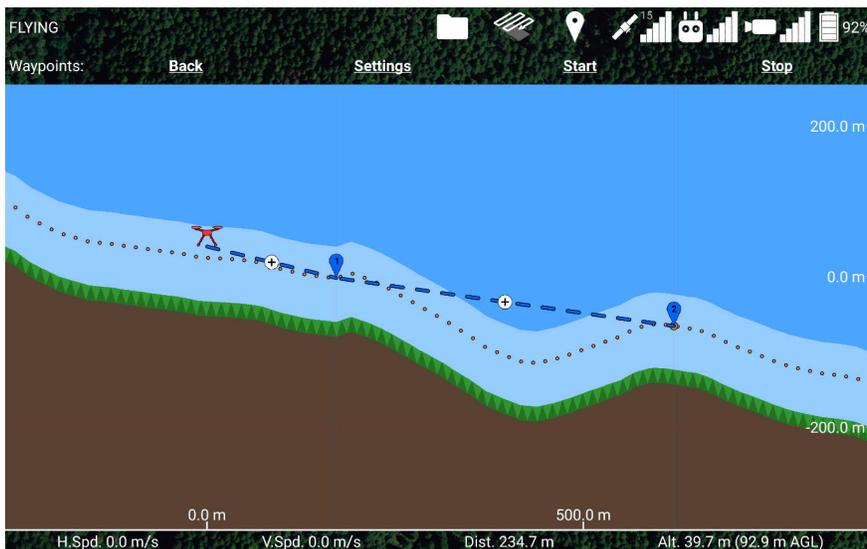 FLYING
15
92%
Waypoints: Back Settings Start Stop
200.0 m
1
0.0 m
2
-200.0 m
0.0 m 500.0 m
H.Spd. 0.0 m/s V.Spd. 0.0 m/s Dist. 234.7 m Alt. 39.7 m (92.9 m AGL)